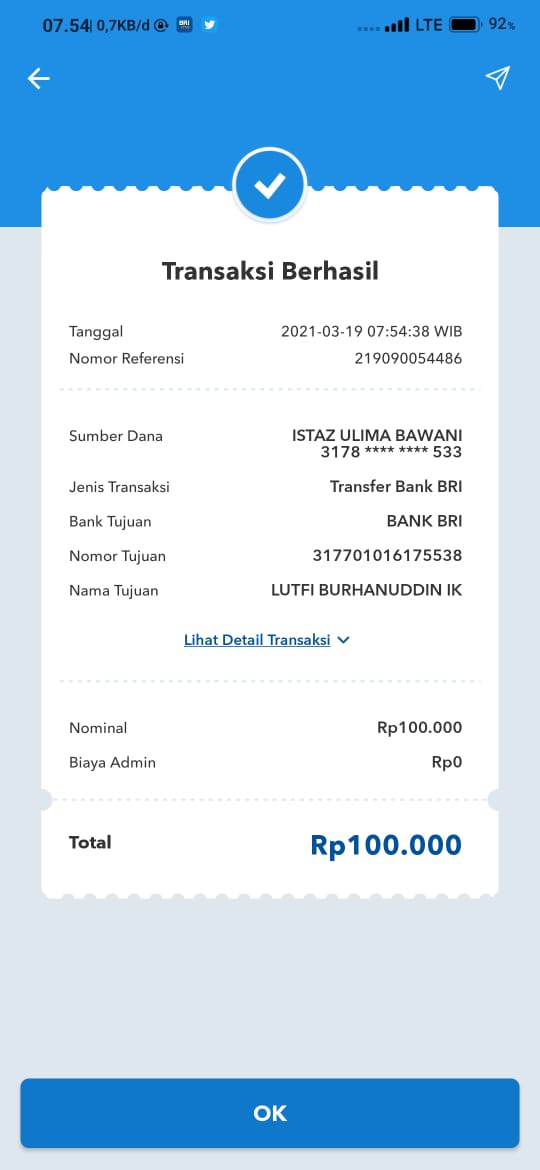 07.54 0,7KB/d BRI LTE 92%
Transaksi Berhasil
Tanggal 2021-03-19 07:54:38 WIB
Nomor Referensi 219090054486
Sumber Dana ISTAZ ULIMA BAWANI
3178 **** **** 533
Jenis Transaksi Transfer Bank BRI
Bank Tujuan BANK BRI
Nomor Tujuan 317701016175538
Nama Tujuan LUTFI BURHANUDDIN IK
Lihat Detail Transaksi
Nominal Rp100.000
Biaya Admin Rp0
Total Rp100.000
OK